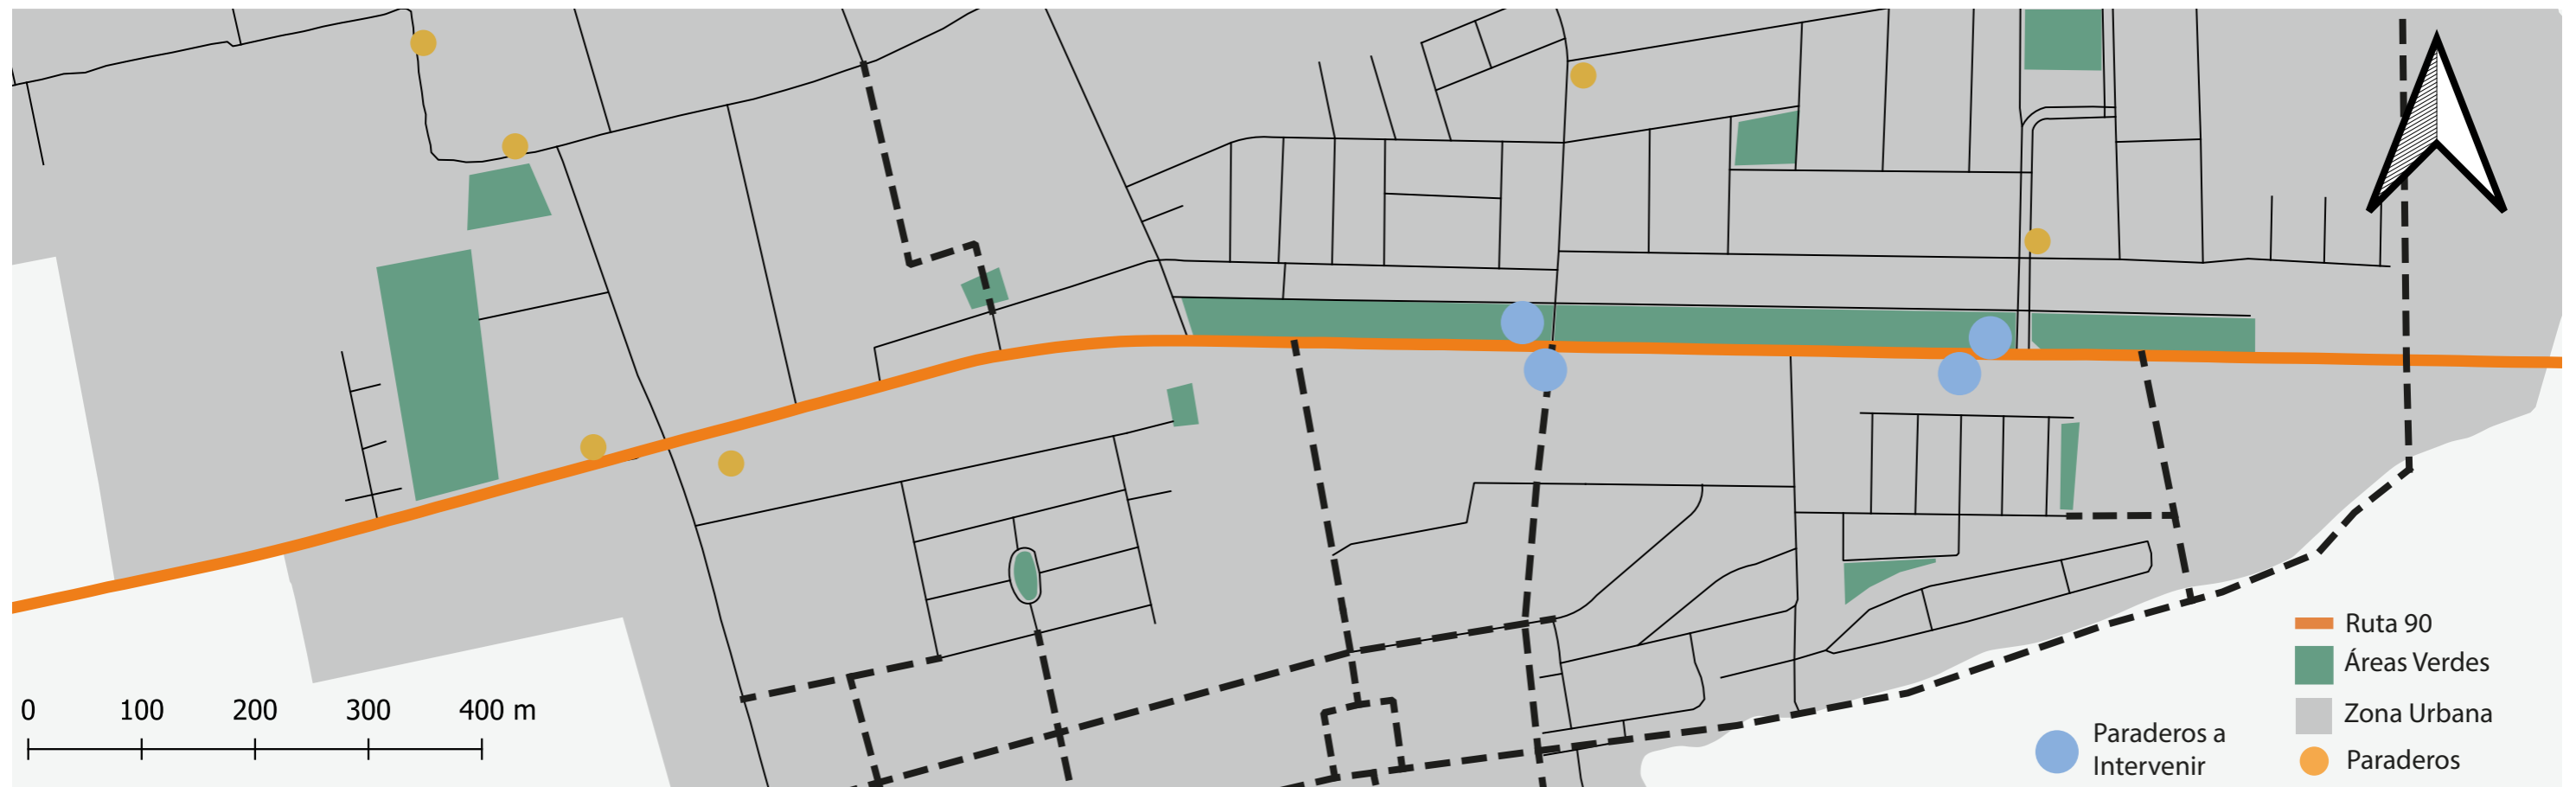 0 100 200 300 400 m
Ruta 90
Áreas Verdes
Zona Urbana
Paraderos a
Intervenir
Paraderos